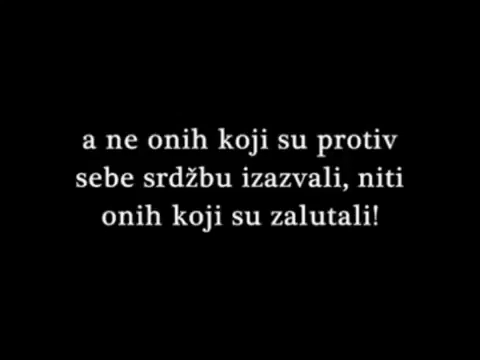 a ne onih koji su protiv
sebe srdžbu izazvali, niti
onih koji su zalutali!